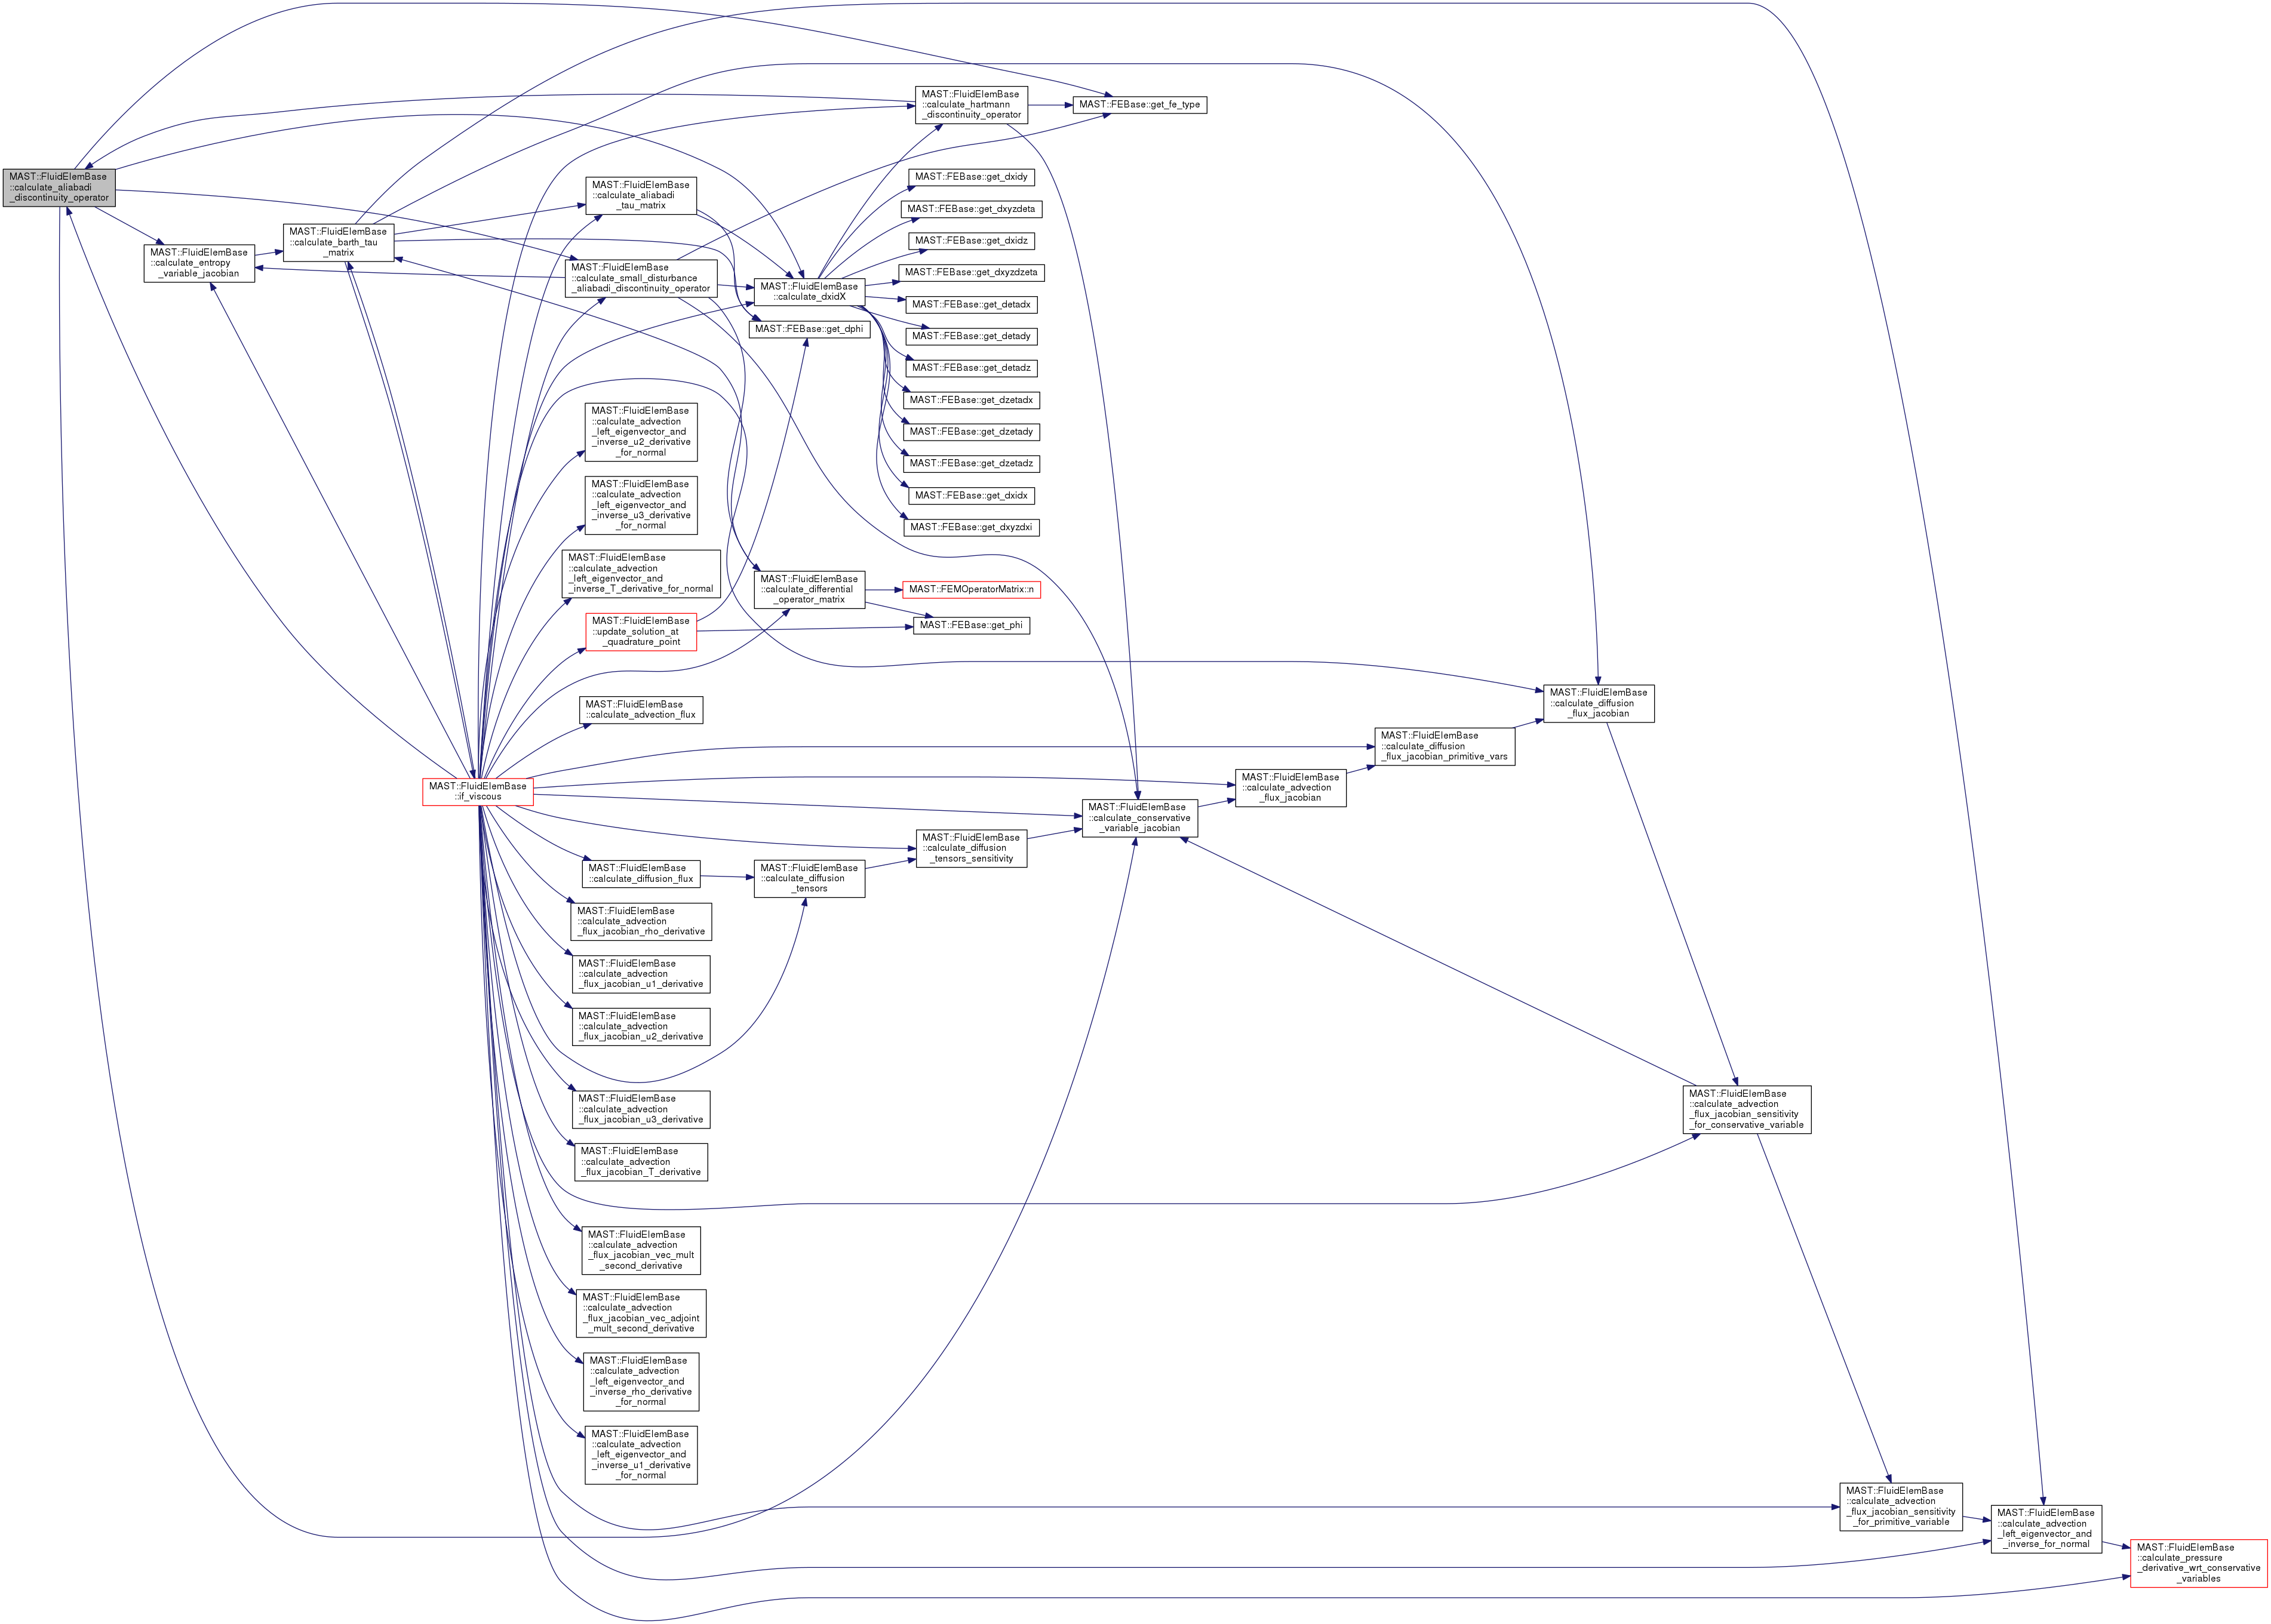 MAST::FluidElemBase
::calculate_aliabadi
_discontinuity_operator
MAST::FluidElemBase
::calculate_entropy
_variable_jacobian
MAST::FluidElemBase
::calculate_barth_tau
_matrix
MAST::FluidElemBase
::if_viscous
MAST::FluidElemBase
::calculate_aliabadi
_tau_matrix
MAST::FluidElemBase
::calculate_small_disturbance
_aliabadi_discontinuity_operator
MAST::FluidElemBase
::calculate_advection
_left_eigenvector_and
_inverse_u2_derivative
_for_normal
MAST::FluidElemBase
::calculate_advection
_left_eigenvector_and
_inverse_u3_derivative
_for_normal
MAST::FluidElemBase
::calculate_advection
_left_eigenvector_and
_inverse_T_derivative_for_normal
MAST::FluidElemBase
::update_solution_at
_quadrature_point
MAST::FluidElemBase
::calculate_advection_flux
MAST::FluidElemBase
::calculate_diffusion_flux
MAST::FluidElemBase
::calculate_advection
_flux_jacobian_rho_derivative
MAST::FluidElemBase
::calculate_advection
_flux_jacobian_u1_derivative
MAST::FluidElemBase
::calculate_advection
_flux_jacobian_u2_derivative
MAST::FluidElemBase
::calculate_advection
_flux_jacobian_u3_derivative
MAST::FluidElemBase
::calculate_advection
_flux_jacobian_T_derivative
MAST::FluidElemBase
::calculate_advection
_flux_jacobian_vec_mult
_second_derivative
MAST::FluidElemBase
::calculate_advection
_flux_jacobian_vec_adjoint
_mult_second_derivative
MAST::FluidElemBase
::calculate_advection
_left_eigenvector_and
_inverse_rho_derivative
_for_normal
MAST::FluidElemBase
::calculate_advection
_left_eigenvector_and
_inverse_u1_derivative
_for_normal
MAST::FluidElemBase
::calculate_dxidX
MAST::FEBase::get_dphi
MAST::FluidElemBase
::calculate_differential
_operator_matrix
MAST::FluidElemBase
::calculate_diffusion
_tensors
MAST::FluidElemBase
::calculate_hartmann
_discontinuity_operator
MAST::FEBase::get_dxidy
MAST::FEBase::get_dxyzdeta
MAST::FEBase::get_dxidz
MAST::FEBase::get_dxyzdzeta
MAST::FEBase::get_detadx
MAST::FEBase::get_detady
MAST::FEBase::get_detadz
MAST::FEBase::get_dzetadx
MAST::FEBase::get_dzetady
MAST::FEBase::get_dzetadz
MAST::FEBase::get_dxidx
MAST::FEBase::get_dxyzdxi
MAST::FEMOperatorMatrix::n
MAST::FEBase::get_phi
MAST::FluidElemBase
::calculate_diffusion
_tensors_sensitivity
MAST::FEBase::get_fe_type
MAST::FluidElemBase
::calculate_conservative
_variable_jacobian
MAST::FluidElemBase
::calculate_advection
_flux_jacobian
MAST::FluidElemBase
::calculate_diffusion
_flux_jacobian_primitive_vars
MAST::FluidElemBase
::calculate_diffusion
_flux_jacobian
MAST::FluidElemBase
::calculate_advection
_flux_jacobian_sensitivity
_for_conservative_variable
MAST::FluidElemBase
::calculate_advection
_flux_jacobian_sensitivity
_for_primitive_variable
MAST::FluidElemBase
::calculate_advection
_left_eigenvector_and
_inverse_for_normal
MAST::FluidElemBase
::calculate_pressure
_derivative_wrt_conservative
_variables